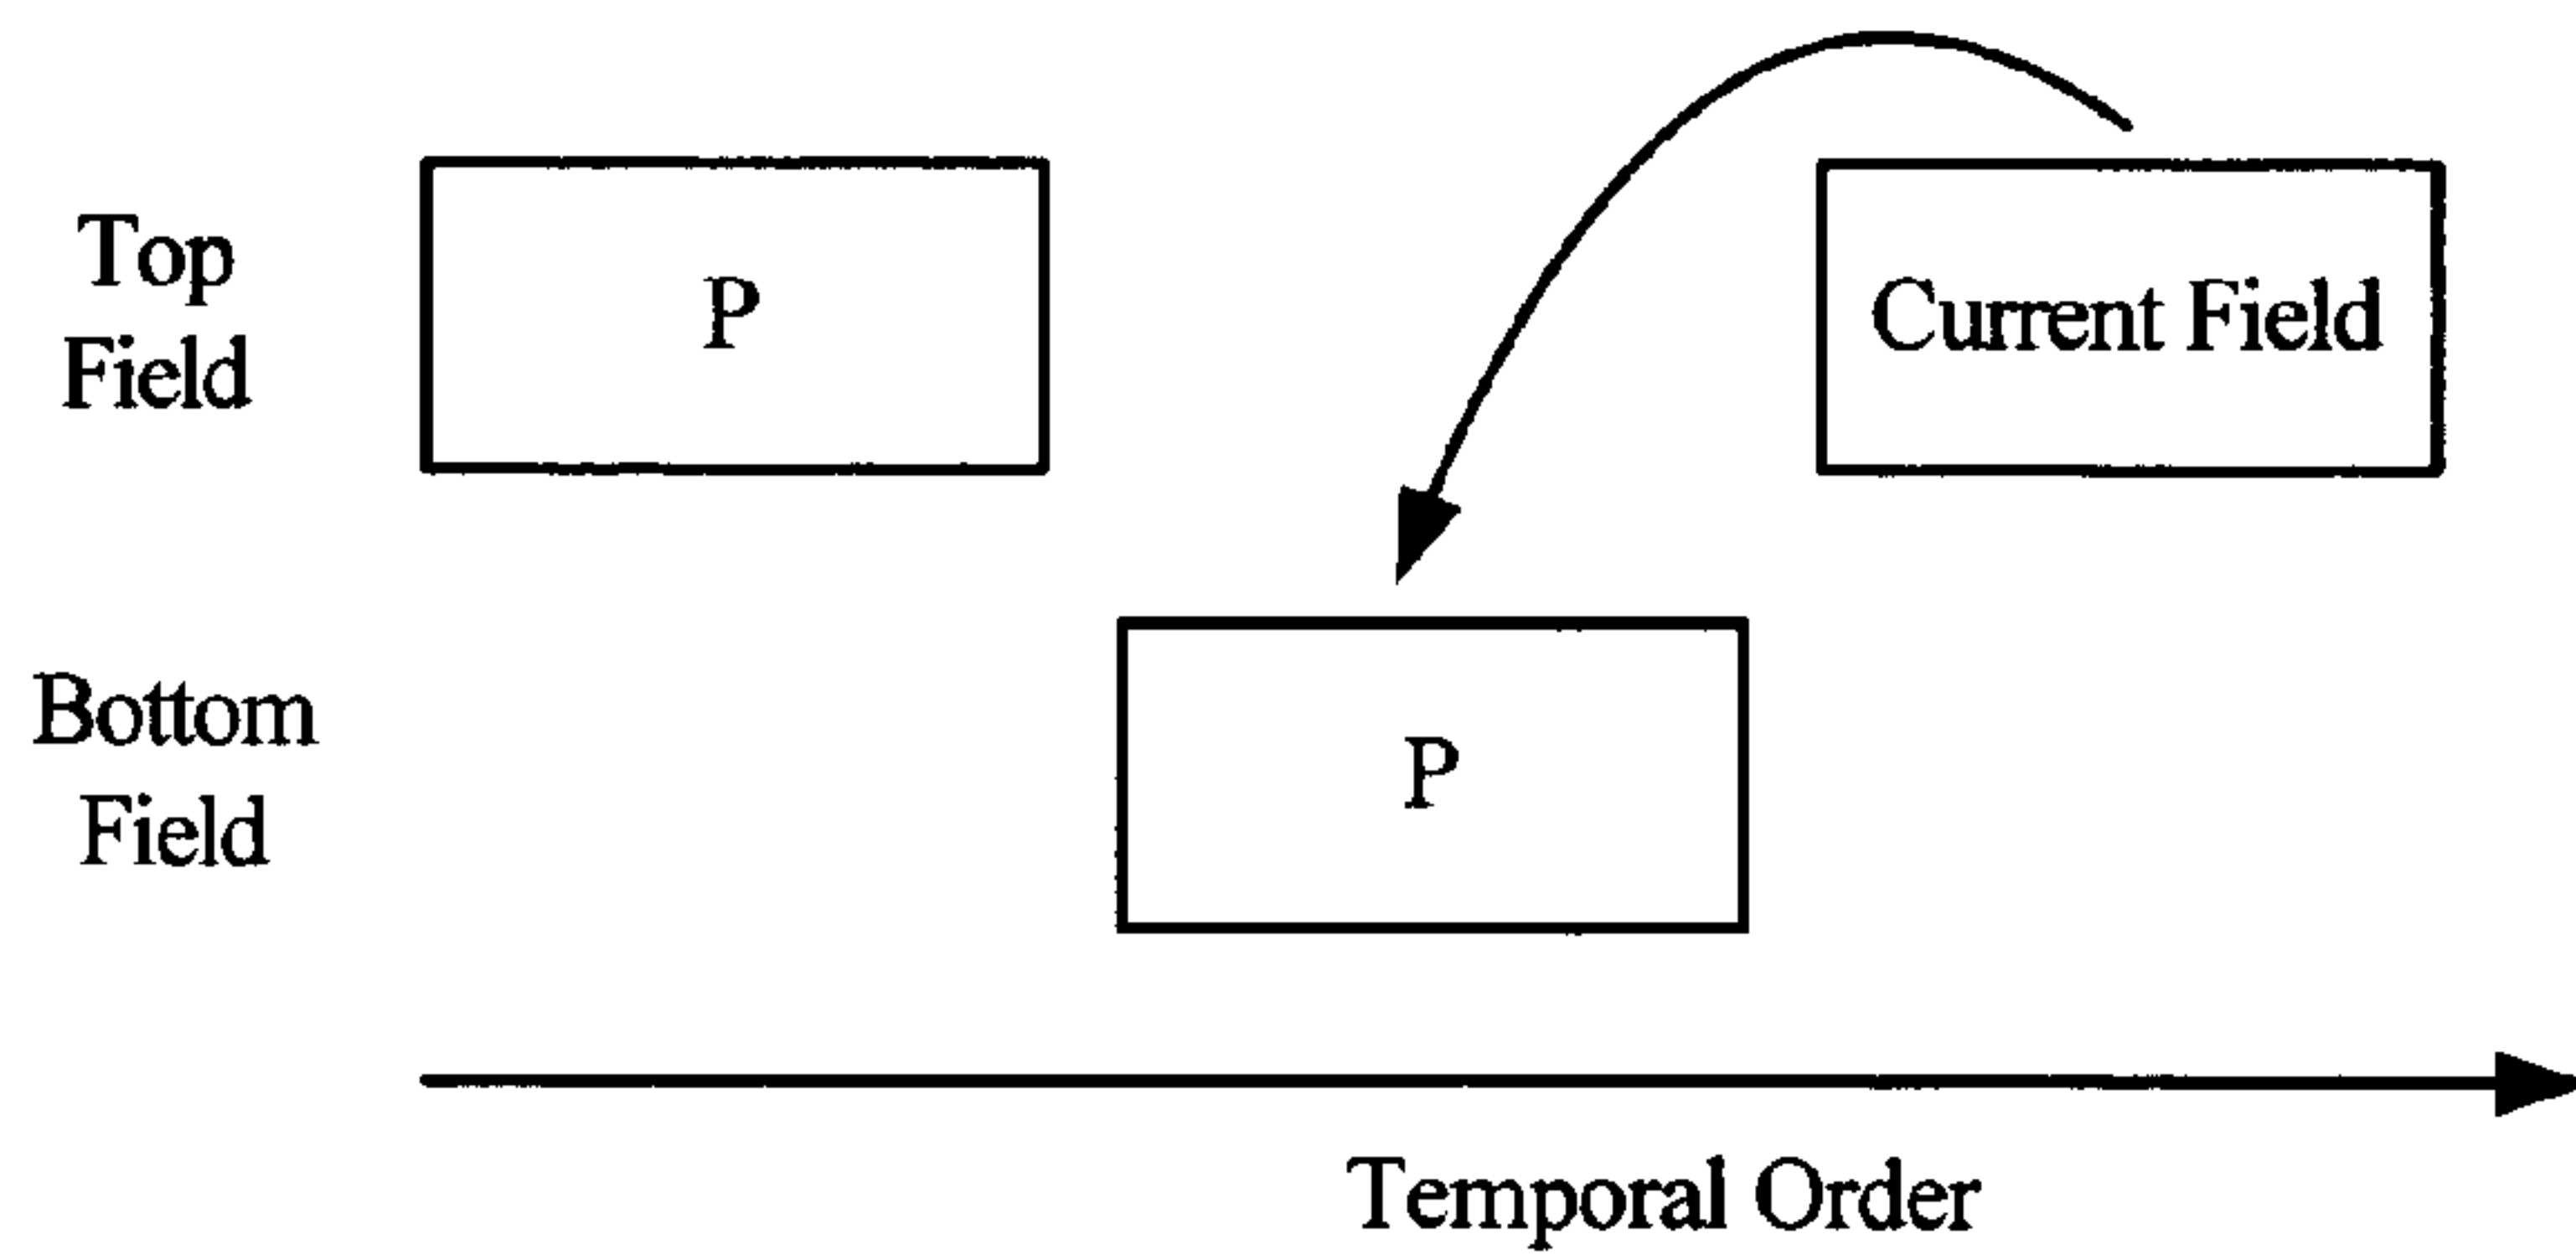 Top
Field
P
Current Field
Bottom
Field
P
Temporal Order